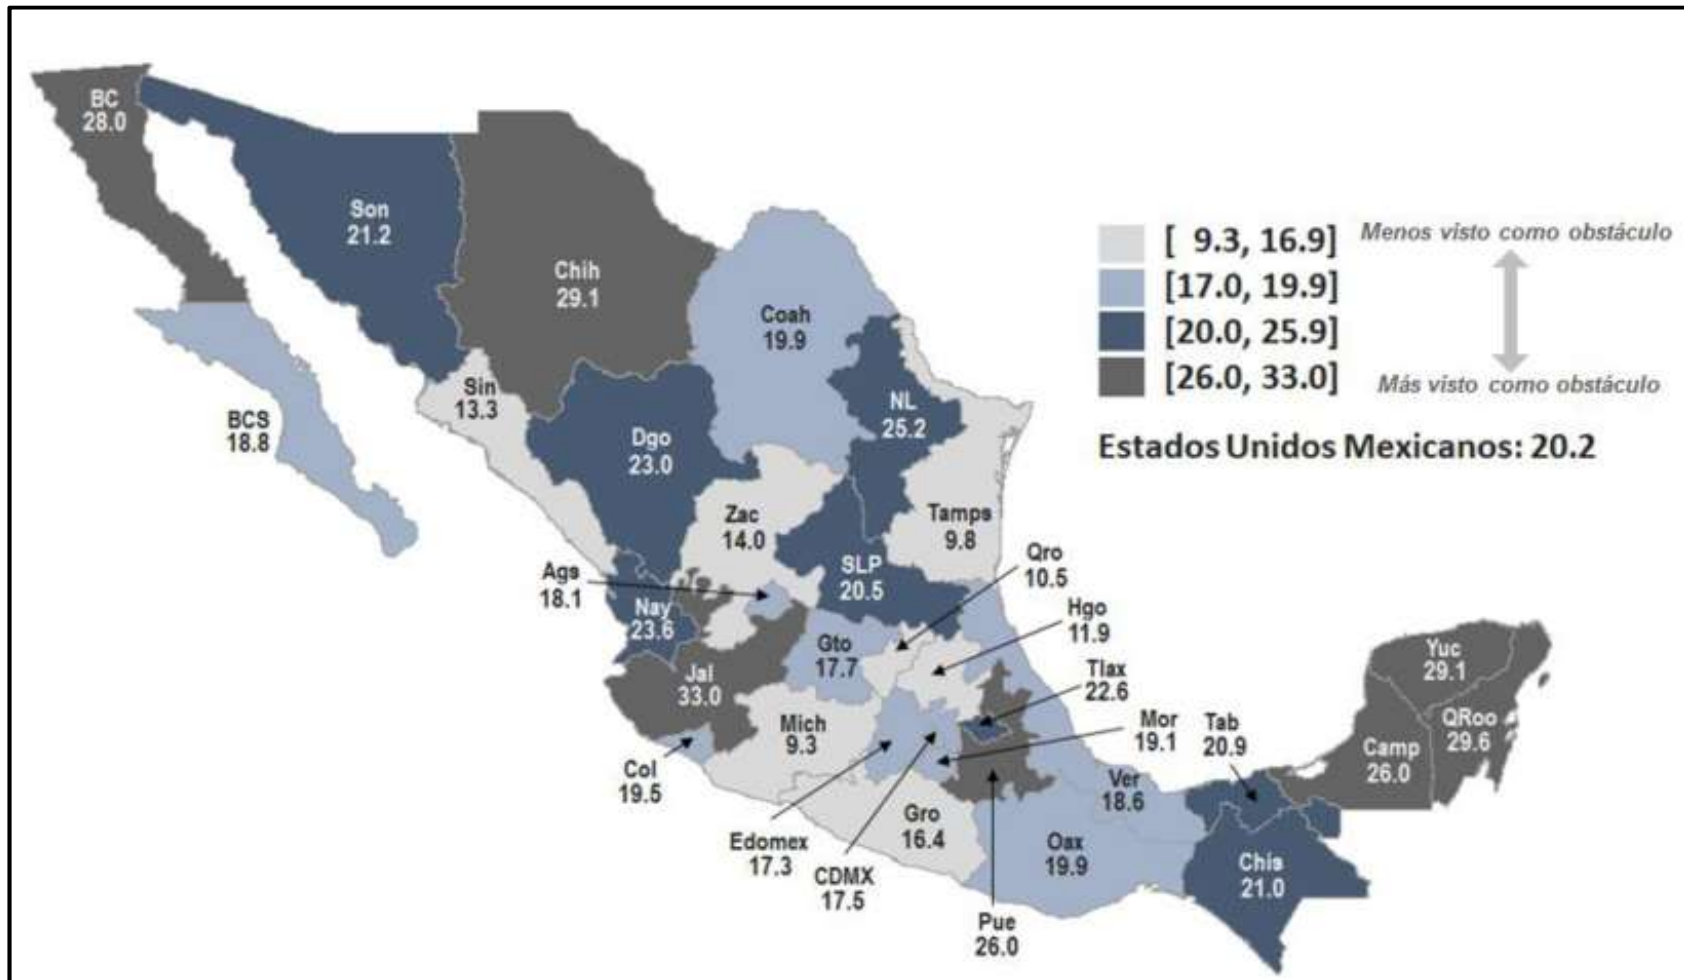 BC
28.0
Son
21.2
Chih
29.1
Coah
19.9
[ 9.3, 16.9]
Menos visto como obstáculo
[17.0, 19.9]
[20.0, 25.9]
[26.0, 33.0]
Más visto como obstáculo
Estados Unidos Mexicanos: 20.2
Sin
13.3
BCS
18.8
NL
25.2
Dgo
23.0
Zac
14.0
Tamps
9.8
Ags
18.1
SLP
20.5
Qro
10.5
Nay
23.6
Hgo
11.9
Gto
17.7
Jal
33.0
Tlax
22.6
Yuc
29.1
Mich
9.3
Mor
19.1
Tab
20.9
QRoo
29.6
Camp
26.0
Col
19.5
Ver
18.6
Gro
16.4
Edomex
17.3
CDMX
17.5
Oax
19.9
Chis
21.0
Pue
26.0